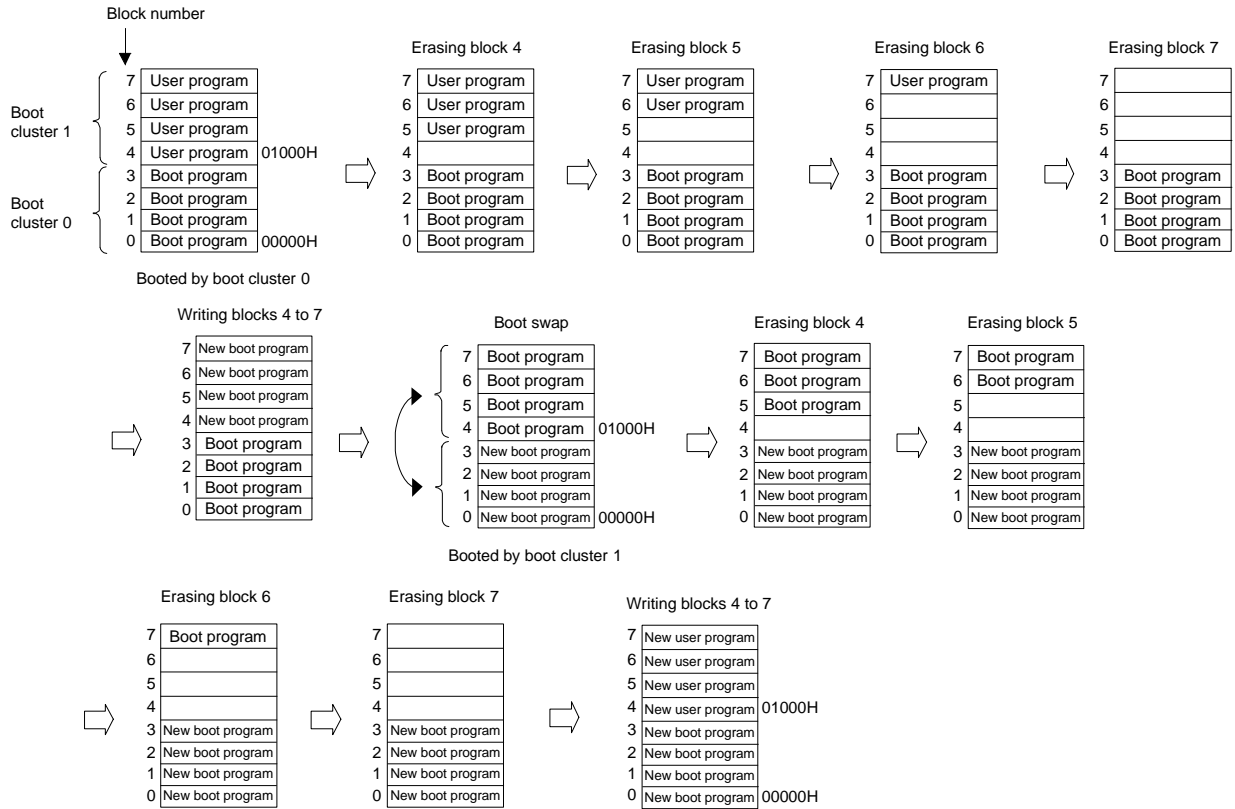 Block number
Erasing block 4
Erasing block 5
Erasing block 6
Erasing block 7
Boot cluster 1
Boot cluster 0
7 User program
6 User program
5 User program
4 User program 01000H
3 Boot program
2 Boot program
1 Boot program
0 Boot program 00000H
7 User program
6 User program
5 User program
4
3 Boot program
2 Boot program
1 Boot program
0 Boot program
7 User program
6 User program
5
4
3 Boot program
2 Boot program
1 Boot program
0 Boot program
7 User program
6
5
4
3 Boot program
2 Boot program
1 Boot program
0 Boot program
7
6
5
4
3 Boot program
2 Boot program
1 Boot program
0 Boot program
Booted by boot cluster 0
Writing blocks 4 to 7
7 New boot program
6 New boot program
5 New boot program
4 New boot program
3 Boot program
2 Boot program
1 Boot program
0 Boot program
Boot swap
7 Boot program
6 Boot program
5 Boot program
4 Boot program 01000H
3 New boot program
2 New boot program
1 New boot program
0 New boot program 00000H
Booted by boot cluster 1
Erasing block 4
7 Boot program
6 Boot program
5 Boot program
4
3 New boot program
2 New boot program
1 New boot program
0 New boot program
Erasing block 5
7 Boot program
6 Boot program
5
4
3 New boot program
2 New boot program
1 New boot program
0 New boot program
Erasing block 6
7 Boot program
6
5
4
3 New boot program
2 New boot program
1 New boot program
0 New boot program
Erasing block 7
7
6
5
4
3 New boot program
2 New boot program
1 New boot program
0 New boot program
Writing blocks 4 to 7
7 New user program
6 New user program
5 New user program
4 New user program 01000H
3 New boot program
2 New boot program
1 New boot program
0 New boot program 00000H